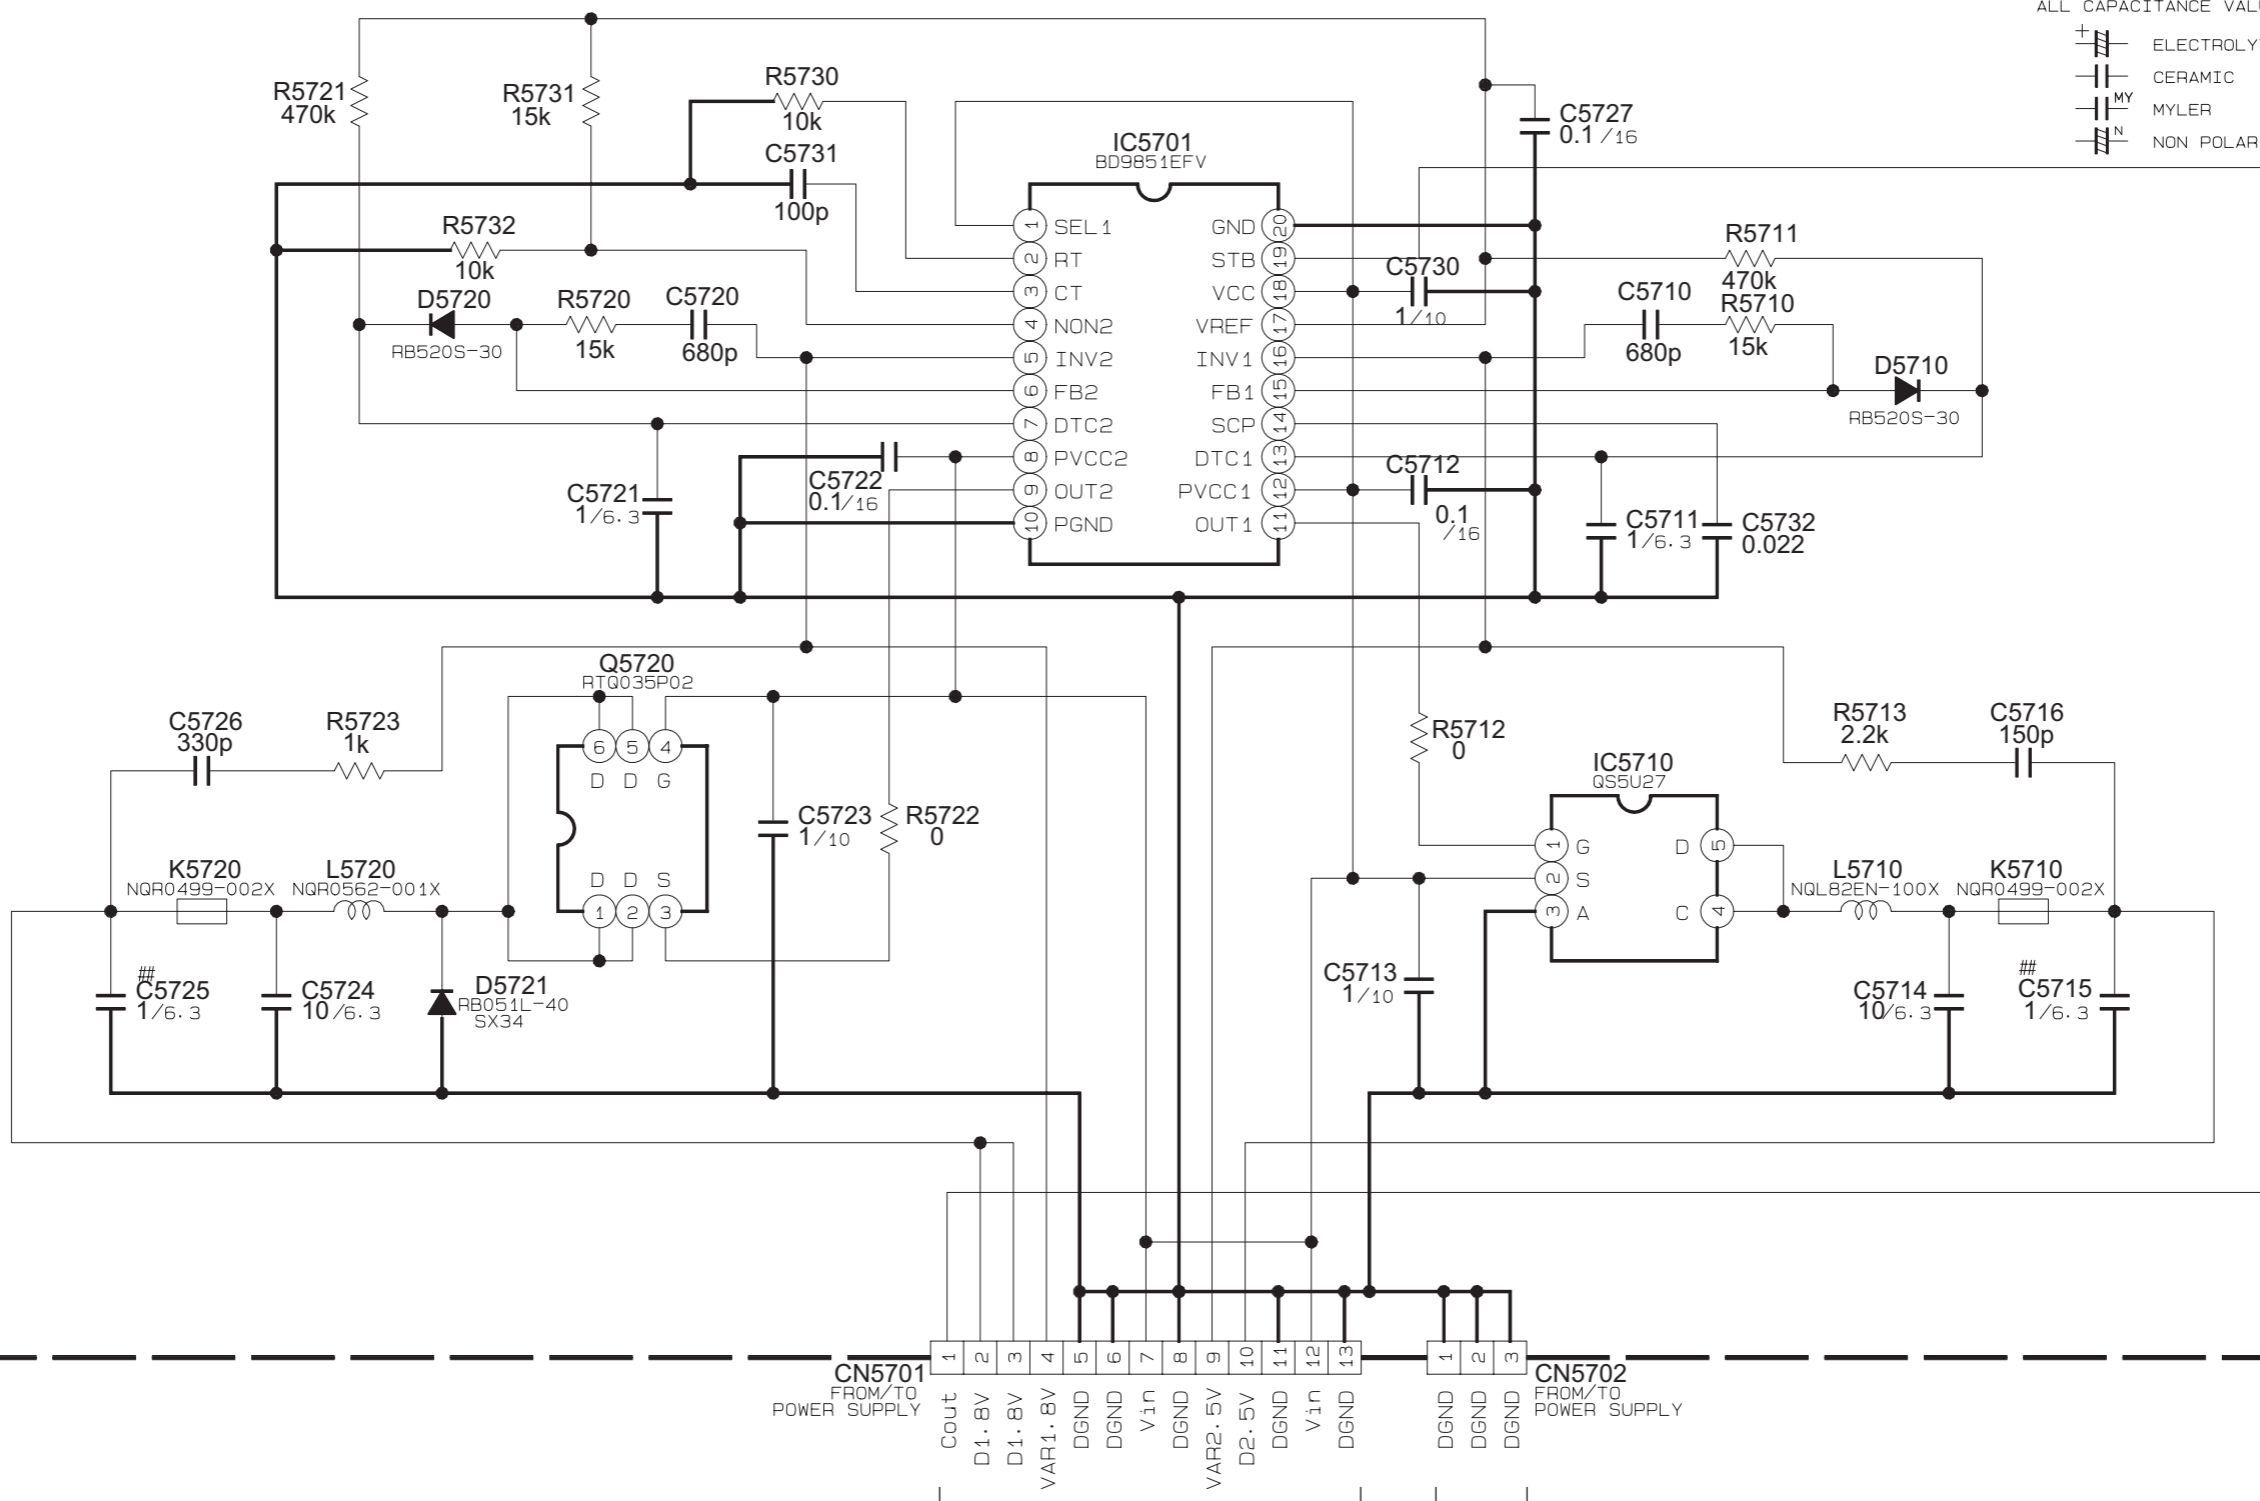 ALL CAPACITANCE VALU
+ ELECTROLY
CERAMIC
MY MYLER
N NON POLAR
R5721
470k
R5731
15k
R5730
10k
C5731
100p
R5732
10k
D5720
RB520S-30
R5720
15k
C5720
680p
C5721
1/6.3
C5722
0.1/16
IC5701
BD9851EFV
1 SEL1
2 RT
3 CT
4 NON2
5 INV2
6 FB2
7 DTC2
8 PVCC2
9 OUT2
10 PGND
GND 20
STB 19
VCC 18
VREF 17
INV1 16
FB1 15
SCP 14
DTC1 13
PVCC1 12
OUT1 11
C5727
0.1/16
C5730
1/10
C5712
0.1
/16
R5711
470k
C5710
680p
R5710
15k
D5710
RB520S-30
C5711
1/6.3
C5732
0.022
Q5720
RTQ035P02
6 5 4
D D G
D D S
1 2 3
C5726
330p
R5723
1k
K5720
NQR0499-002X
L5720
NQR0562-001X
##
C5725
1/6.3
C5724
10/6.3
D5721
RB051L-40
SX34
C5723
1/10
R5722
0
R5712
0
IC5710
QS5U27
1 G
2 S
3 A
D 5
C 4
R5713
2.2k
C5716
150p
L5710
NQL82EN-100X
K5710
NQR0499-002X
C5713
1/10
C5714
10/6.3
##
C5715
1/6.3
CN5701
FROM/TO
POWER SUPPLY
1 2 3 4 5 6 7 8 9 10 11 12 13
Cout
D1.8V
D1.8V
VAR1.8V
DGND
DGND
Vin
DGND
VAR2.5V
D2.5V
DGND
Vin
DGND
1 2 3
DGND
DGND
DGND
CN5702
FROM/TO
POWER SUPPLY